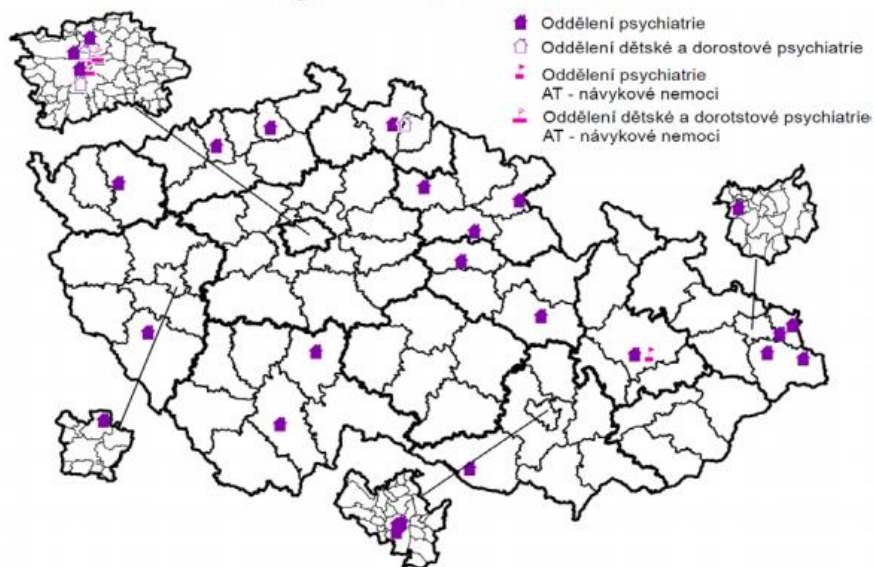 Oddělení psychiatrie
Oddělení dětské a dorostové psychiatrie
Oddělení psychiatrie
AT - návykové nemoci
Oddělení dětské a dorotstové psychiatrie
AT - návykové nemoci